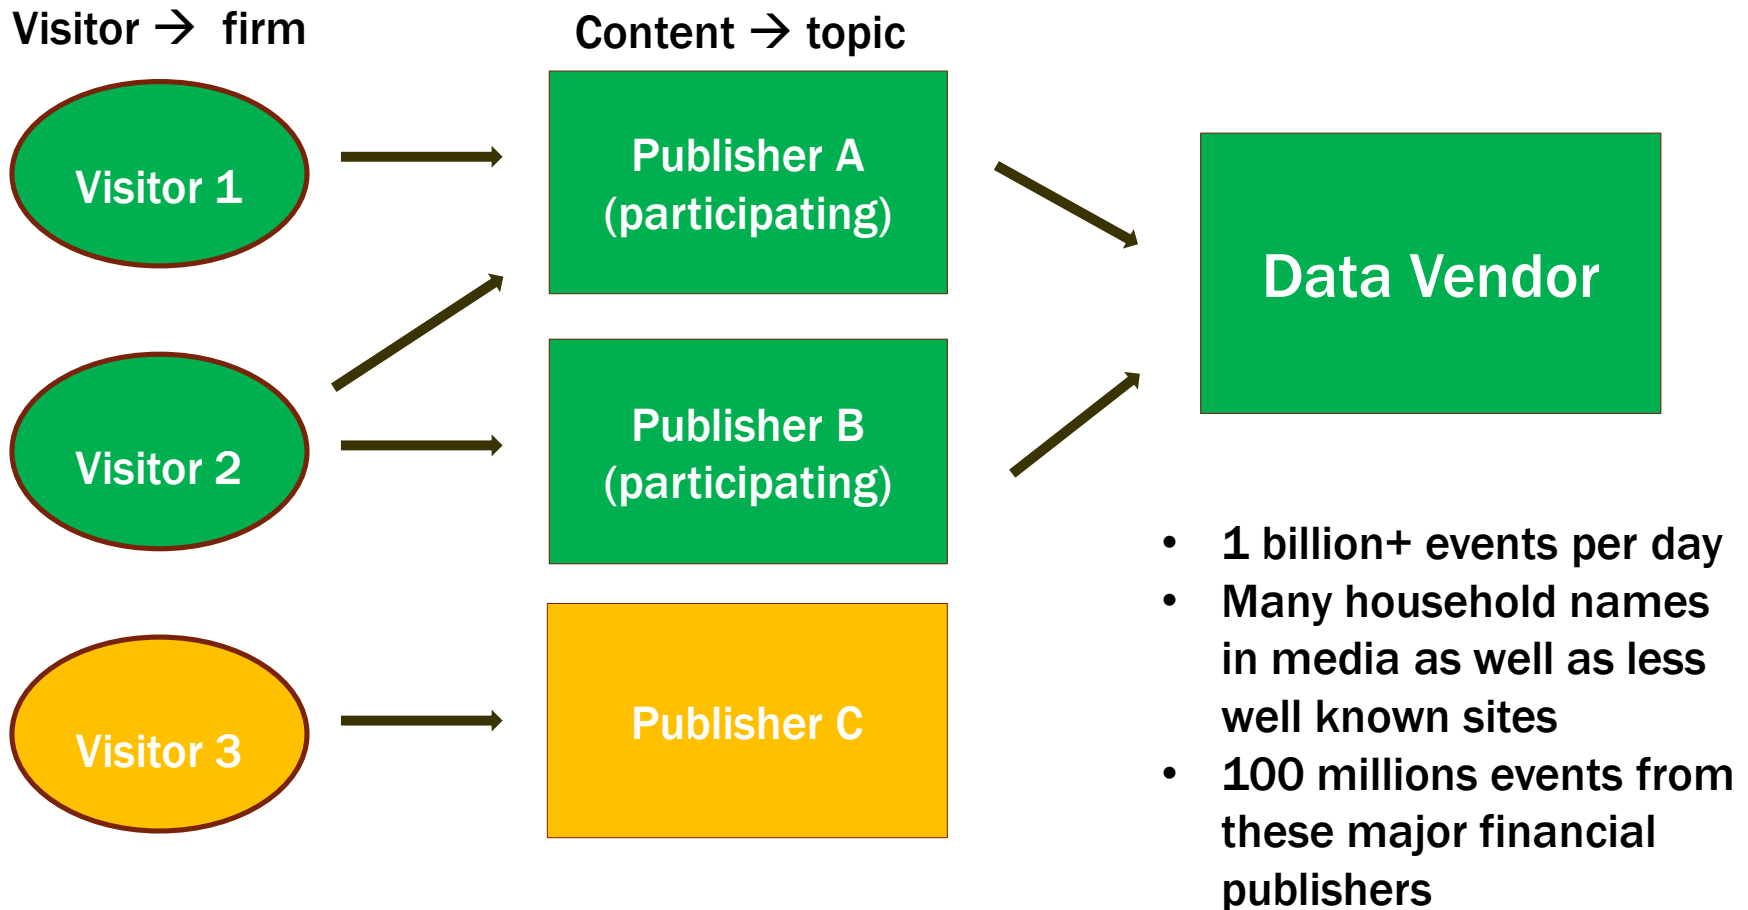 Visitor → firm
Content → topic
Visitor 1
Publisher A
(participating)
Data Vendor
Visitor 2
Publisher B
(participating)
Visitor 3
Publisher C
• 1 billion+ events per day
• Many household names
in media as well as less
well known sites
• 100 millions events from
these major financial
publishers